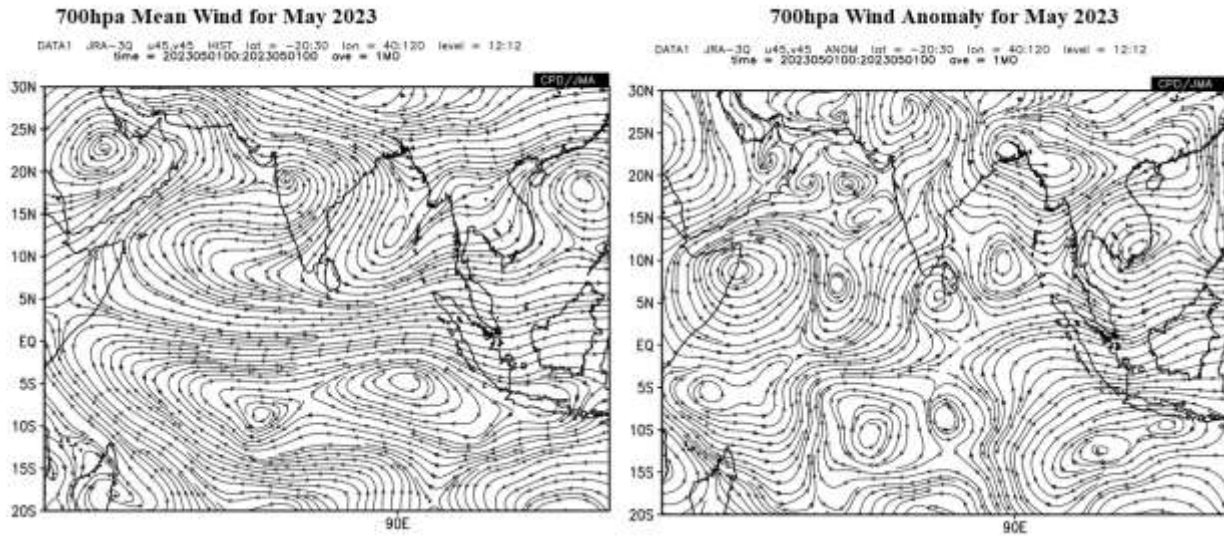 700hpa Mean Wind for May 2023
DATA1 JRA-3Q u45,v45 HIST lat = -20:30 lon = 40:120 level = 12:12
time = 2023050100:2023050100 ave = 1MO
CPD/JMA
30N
25N
20N
15N
10N
5N
EQ
5S
10S
15S
20S
90E
700hpa Wind Anomaly for May 2023
DATA1 JRA-3Q u45,v45 ANOM lat = -20:30 lon = 40:120 level = 12:12
time = 2023050100:2023050100 ave = 1MO
CPD/JMA
30N
25N
20N
15N
10N
5N
EQ
5S
10S
15S
20S
90E